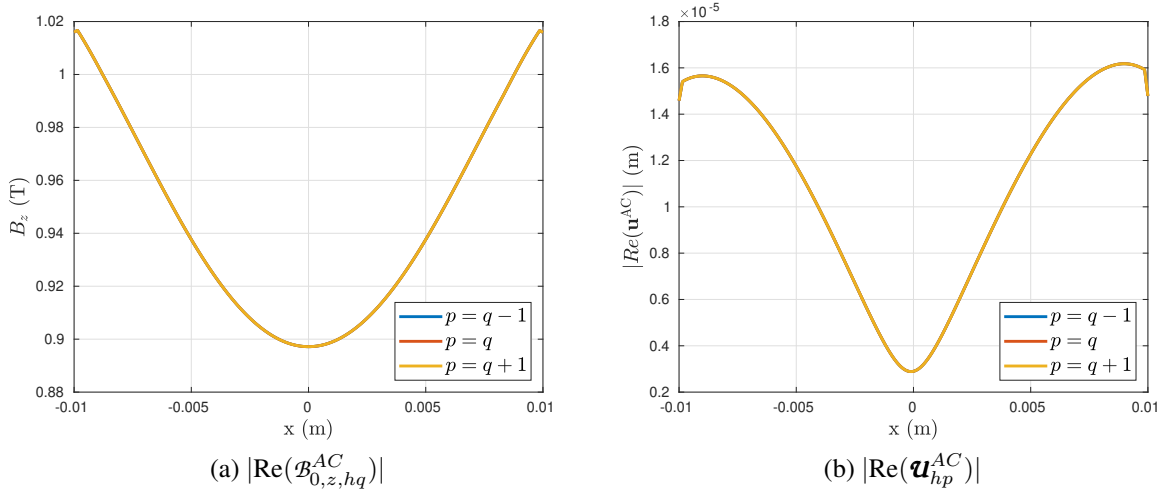 1.02
1
0.98
0.96
0.94
0.92
0.9
0.88
B_z (T)
-0.01 -0.005 0 0.005 0.01
x (m)
p = q − 1
p = q
p = q + 1
(a) |Re(ℬ^{AC}_{0,z,hq})|
×10^{-5}
1.8
1.6
1.4
1.2
1
0.8
0.6
0.4
0.2
|Re(𝐮^{AC})| (m)
-0.01 -0.005 0 0.005 0.01
x (m)
p = q − 1
p = q
p = q + 1
(b) |Re(𝓤^{AC}_{hp})|